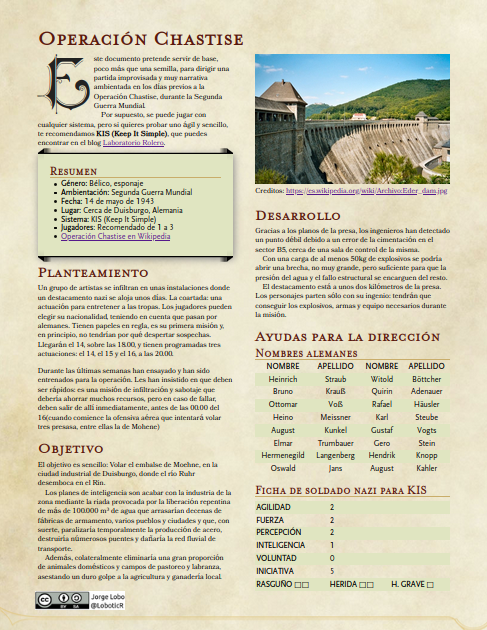 Operación Chastise
Este documento pretende servir de base,
poco más que una semilla, para dirigir una
partida improvisada y muy narrativa
ambientada en los días previos a la
Operación Chastise, durante la Segunda
Guerra Mundial.
Por supuesto, se puede jugar con
cualquier sistema, pero si quieres probar uno ágil y sencillo,
te recomendamos KIS (Keep It Simple), que puedes
encontrar en el blog Laboratorio Rolero.
Resumen
• Género: Bélico, espionaje
• Ambientación: Segunda Guerra Mundial
• Fecha: 14 de mayo de 1943
• Lugar: Cerca de Duisburgo, Alemania
• Sistema: KIS (Keep It Simple)
• Jugadores: Recomendado de 1 a 3
• Operación Chastise en Wikipedia
Planteamiento
Un grupo de artistas se infiltran en unas instalaciones donde
un destacamento nazi se aloja unos días. La coartada: una
actuación para entretener a las tropas. Los jugadores pueden
elegir su nacionalidad, teniendo en cuenta que pasan por
alemanes. Tienen papeles en regla, es su primera misión y,
en principio, no tendrían por qué despertar sospechas.
Llegarán el 14, sobre las 18.00, y tienen programadas tres
actuaciones: el 14, el 15 y el 16, a las 20.00.
Durante las últimas semanas han ensayado y han sido
entrenados para la operación. Les han insistido en que deben
ser rápidos: es una misión de infiltración y sabotaje que
debería ahorrar muchos recursos, pero en caso de fallar,
deben salir de allí inmediatamente, antes de las 00.00 del
16(cuando comience la ofensiva aérea que intentará volar
tres presasa, entre ellas la de Mohene)
Objetivo
El objetivo es sencillo: Volar el embalse de Moehne, en la
ciudad industrial de Duisburgo, donde el río Ruhr
desemboca en el Rin.
Los planes de inteligencia son acabar con la industria de la
zona mediante la riada provocada por la liberación repentina
de más de 100.000 m³ de agua que arrasarían decenas de
fábricas de armamento, varios pueblos y ciudades y que, con
suerte, paralizaría temporalmente la producción de acero,
destruiría númerosos puentes y dañaría la red fluvial de
transporte.
Además, colateralmente eliminaría una gran proporción
de animales domésticos y campos de pastoreo y labranza,
asestando un duro golpe a la agricultura y ganadería local.
CC BY SA
Jorge Lobo
@LoboticR
Creditos: https://es.wikipedia.org/wiki/Archivo:Eder_dam.jpg
Desarrollo
Gracias a los planos de la presa, los ingenieros han detectado
un punto débil debido a un error de la cimentación en el
sector B5, cerca de una sala de control de la misma.
Con una carga de al menos 50kg de explosivos se podría
abrir una brecha, no muy grande, pero suficiente para que la
presión del agua y el fallo estructural se encarguen del resto.
El destacamento está a unos dos kilómetros de la presa.
Los personajes parten sólo con su ingenio: tendrán que
conseguir los explosivos, armas y equipo necesarios durante
la misión.
Ayudas para la dirección
Nombres alemanes
NOMBRE APELLIDO NOMBRE APELLIDO
Heinrich Straub Witold Böttcher
Bruno Krauß Quirin Adenauer
Ottomar Voß Rafael Häusler
Heino Meissner Karl Steube
August Kunkel Gustaf Vogts
Elmar Trumbauer Gero Stein
Hermenegild Langenberg Hendrik Knopp
Oswald Jans August Kahler
Ficha de soldado nazi para KIS
AGILIDAD 2
FUERZA 2
PERCEPCIÓN 2
INTELIGENCIA 1
VOLUNTAD 0
INICIATIVA 5
RASGUÑO □□ HERIDA □□ H. GRAVE □